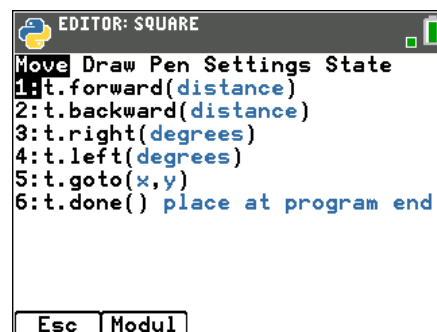 EDITOR: SQUARE
Move Draw Pen Settings State
1:t.forward(distance)
2:t.backward(distance)
3:t.right(degrees)
4:t.left(degrees)
5:t.goto(x,y)
6:t.done() place at program end
Esc Modul